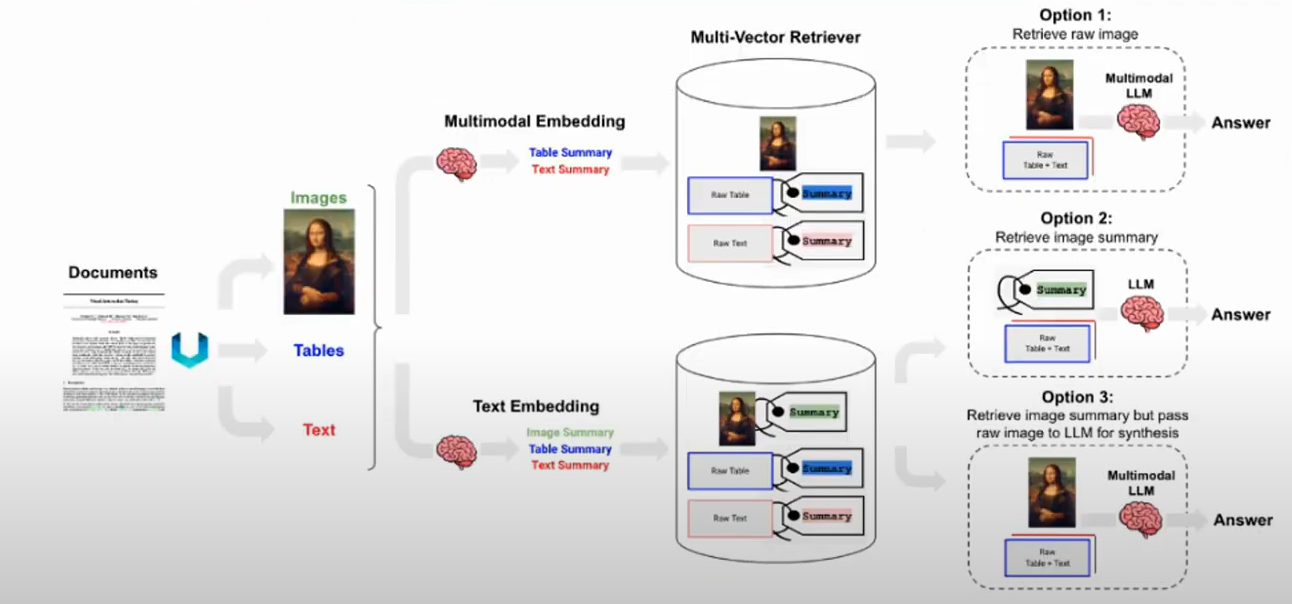 Option 1:
Retrieve raw image
Multi-Vector Retriever
Multimodal
LLM
Answer
Raw
Table + Text
Multimodal Embedding
Table Summary
Text Summary
Raw Table
Summary
Raw Text
Summary
Images
Documents
Tables
Text
Option 2:
Retrieve image summary
Summary
LLM
Answer
Raw
Table + Text
Text Embedding
Image Summary
Table Summary
Text Summary
Summary
Raw Table
Summary
Raw Text
Summary
Option 3:
Retrieve image summary but pass
raw image to LLM for synthesis
Multimodal
LLM
Answer
Raw
Table + Text